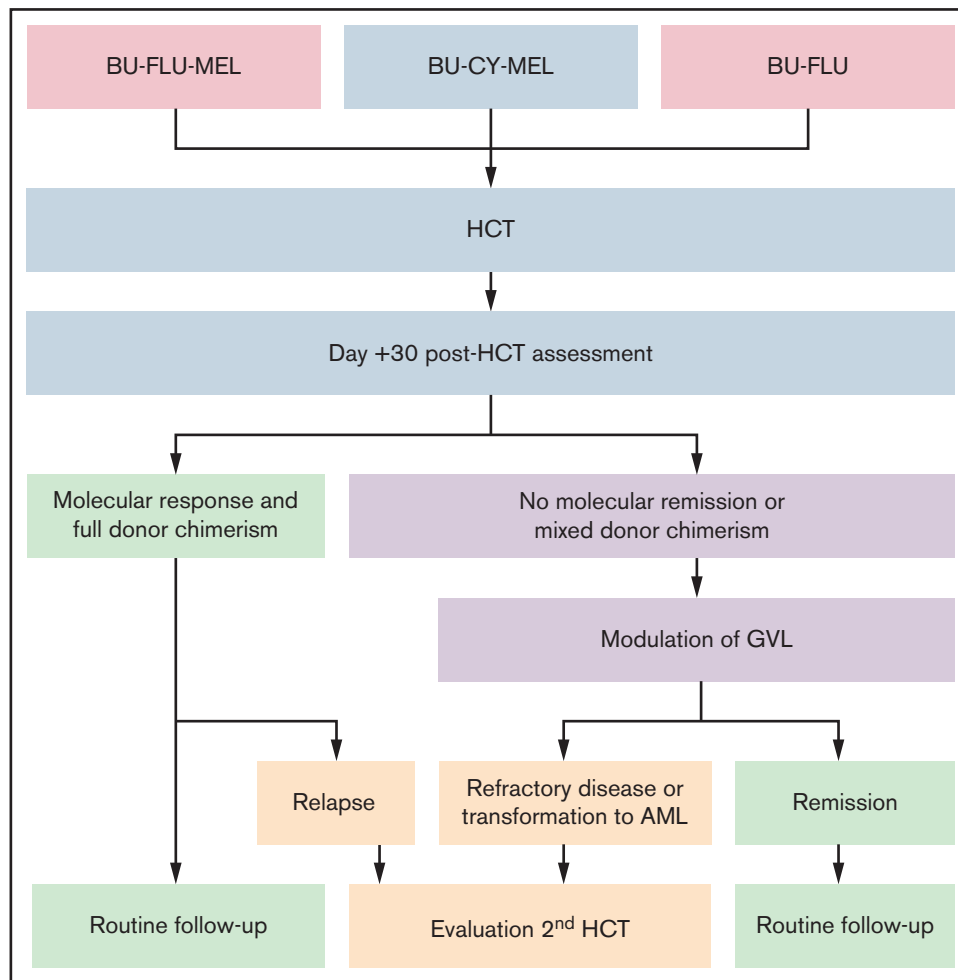 BU-FLU-MEL
BU-CY-MEL
BU-FLU
HCT
Day +30 post-HCT assessment
Molecular response and
full donor chimerism
No molecular remission or
mixed donor chimerism
Modulation of GVL
Relapse
Refractory disease or
transformation to AML
Remission
Routine follow-up
Evaluation 2nd HCT
Routine follow-up